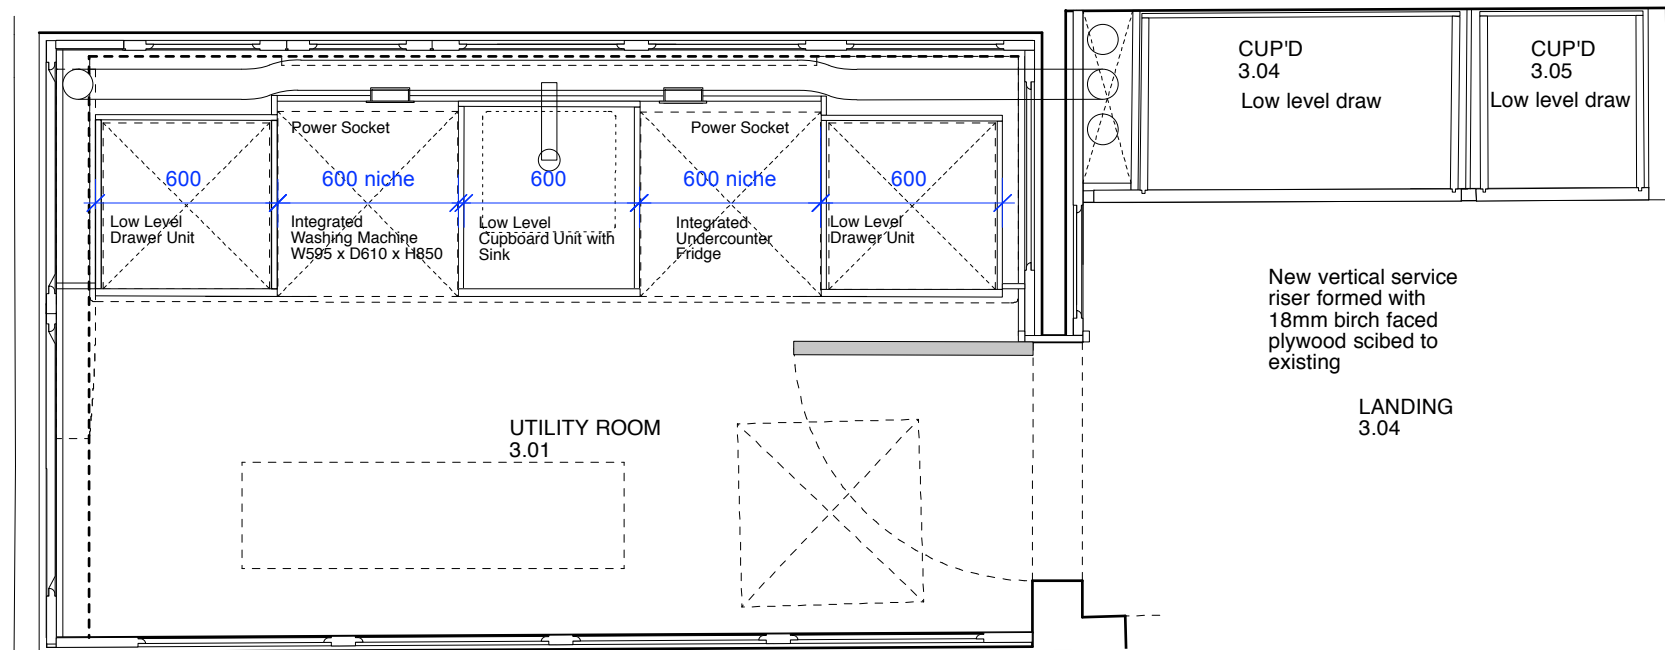 CUP'D
3.04
Low level draw
CUP'D
3.05
Low level draw
Power Socket
Power Socket
600
600 niche
600
600 niche
600
Low Level
Drawer Unit
Integrated
Washing Machine
W595 x D610 x H850
Low Level
Cupboard Unit with
Sink
Integrated
Undercounter
Fridge
Low Level
Drawer Unit
New vertical service
riser formed with
18mm birch faced
plywood scibed to
existing
LANDING
3.04
UTILITY ROOM
3.01